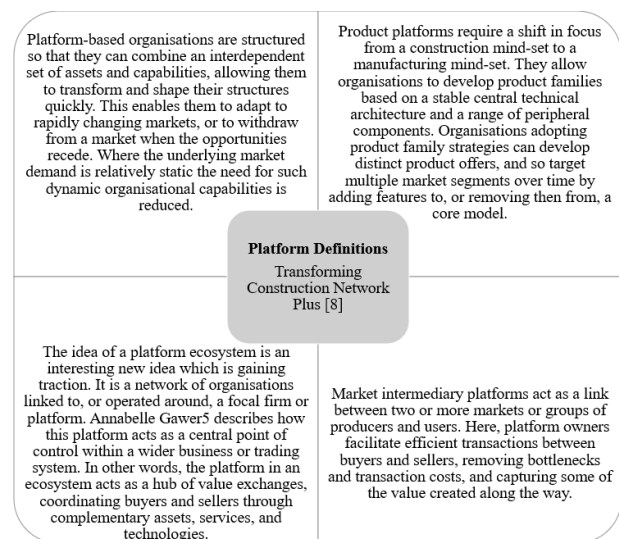 Platform-based organisations are structured
so that they can combine an interdependent
set of assets and capabilities, allowing them
to transform and shape their structures
quickly. This enables them to adapt to
rapidly changing markets, or to withdraw
from a market when the opportunities
recede. Where the underlying market
demand is relatively static the need for such
dynamic organisational capabilities is
reduced.
Product platforms require a shift in focus
from a construction mind-set to a
manufacturing mind-set. They allow
organisations to develop product families
based on a stable central technical
architecture and a range of peripheral
components. Organisations adopting
product family strategies can develop
distinct product offers, and so target
multiple market segments over time by
adding features to, or removing then from, a
core model.
Platform Definitions
Transforming
Construction Network
Plus [8]
The idea of a platform ecosystem is an
interesting new idea which is gaining
traction. It is a network of organisations
linked to, or operated around, a focal firm or
platform. Annabelle Gawer5 describes how
this platform acts as a central point of
control within a wider business or trading
system. In other words, the platform in an
ecosystem acts as a hub of value exchanges,
coordinating buyers and sellers through
complementary assets, services, and
technologies.
Market intermediary platforms act as a link
between two or more markets or groups of
producers and users. Here, platform owners
facilitate efficient transactions between
buyers and sellers, removing bottlenecks
and transaction costs, and capturing some of
the value created along the way.